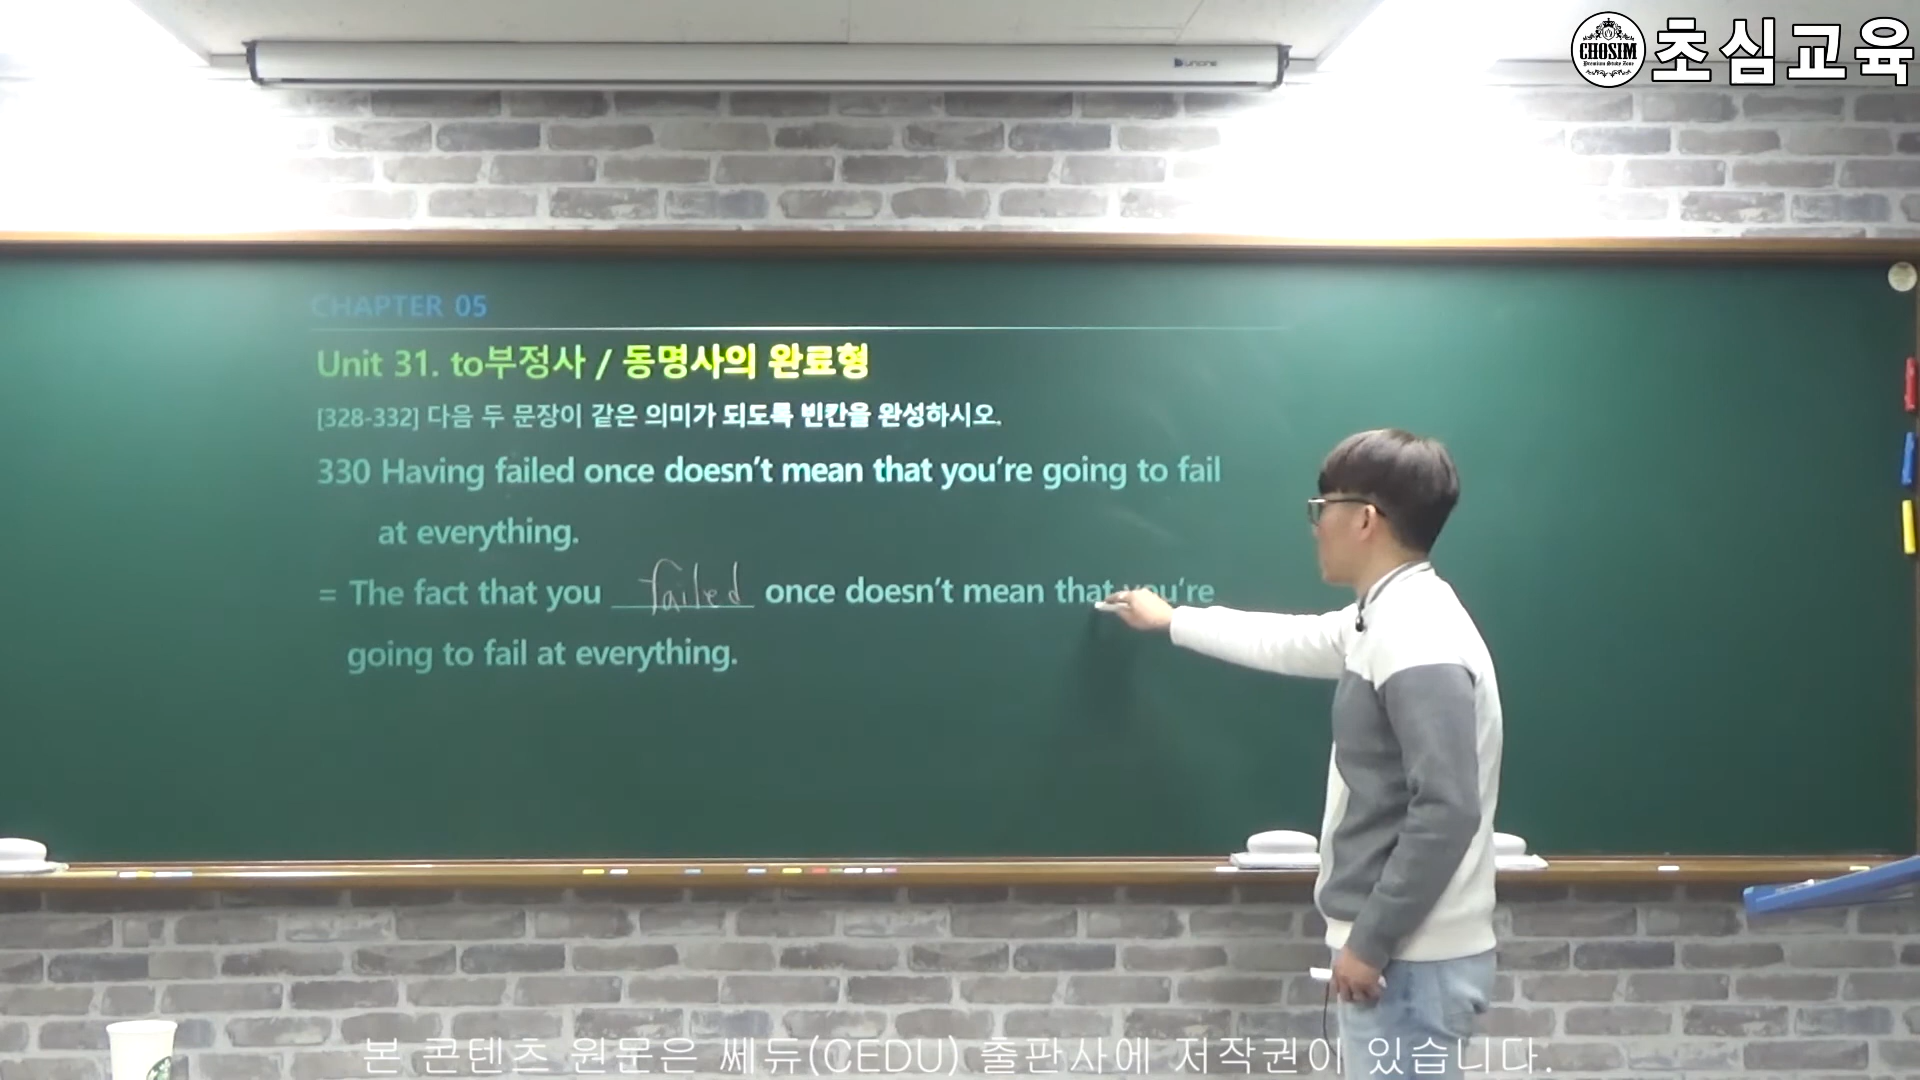 CHOSIM
Premium Study Zone
초심교육
unione
CHAPTER 05
Unit 31. to부정사 / 동명사의 완료형
[328-332] 다음 두 문장이 같은 의미가 되도록 빈칸을 완성하시오.
330 Having failed once doesn't mean that you're going to fail
at everything.
= The fact that you failed once doesn't mean that you're
going to fail at everything.
본 콘텐츠 원문은 쎄듀(CEDU) 출판사에 저작권이 있습니다.